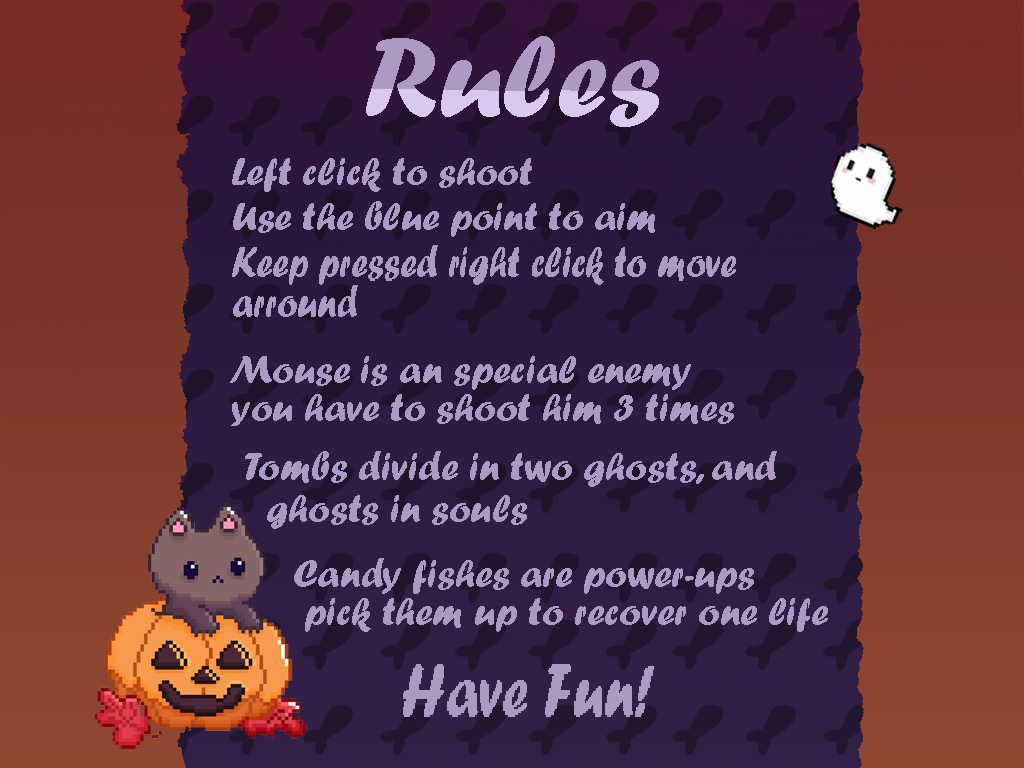 Rules
Left click to shoot
Use the blue point to aim
Keep pressed right click to move
arround
Mouse is an special enemy
you have to shoot him 3 times
Tombs divide in two ghosts, and
ghosts in souls
Candy fishes are power-ups
pick them up to recover one life
Have Fun!